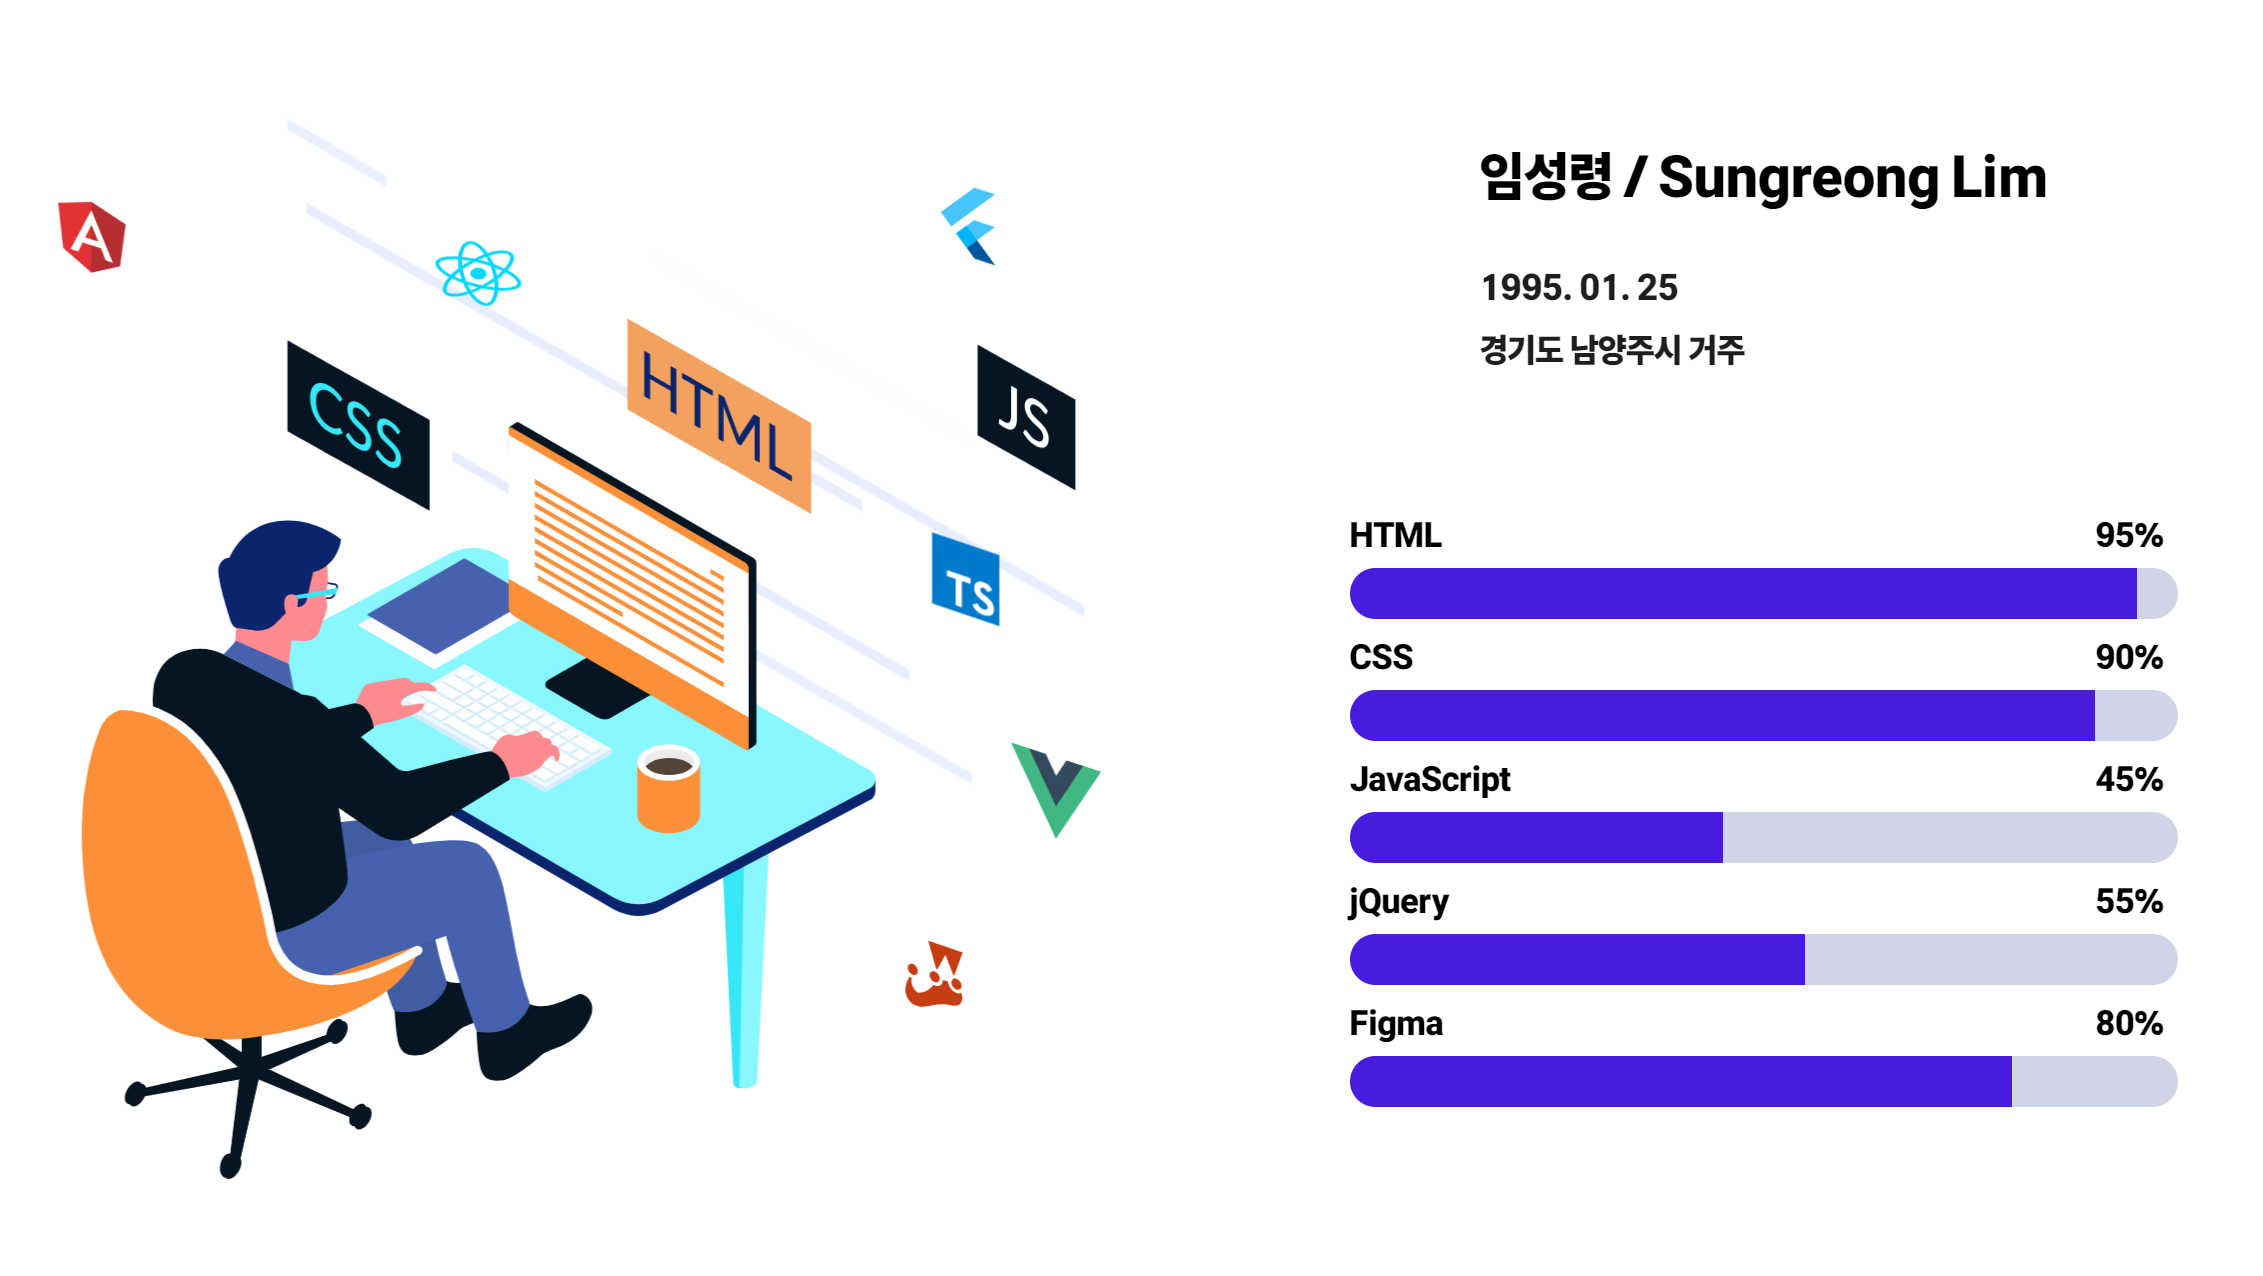 임성령 / Sungreong Lim
1995. 01. 25
경기도 남양주시 거주
CSS
HTML
JS
TS
HTML 95%
CSS 90%
JavaScript 45%
jQuery 55%
Figma 80%